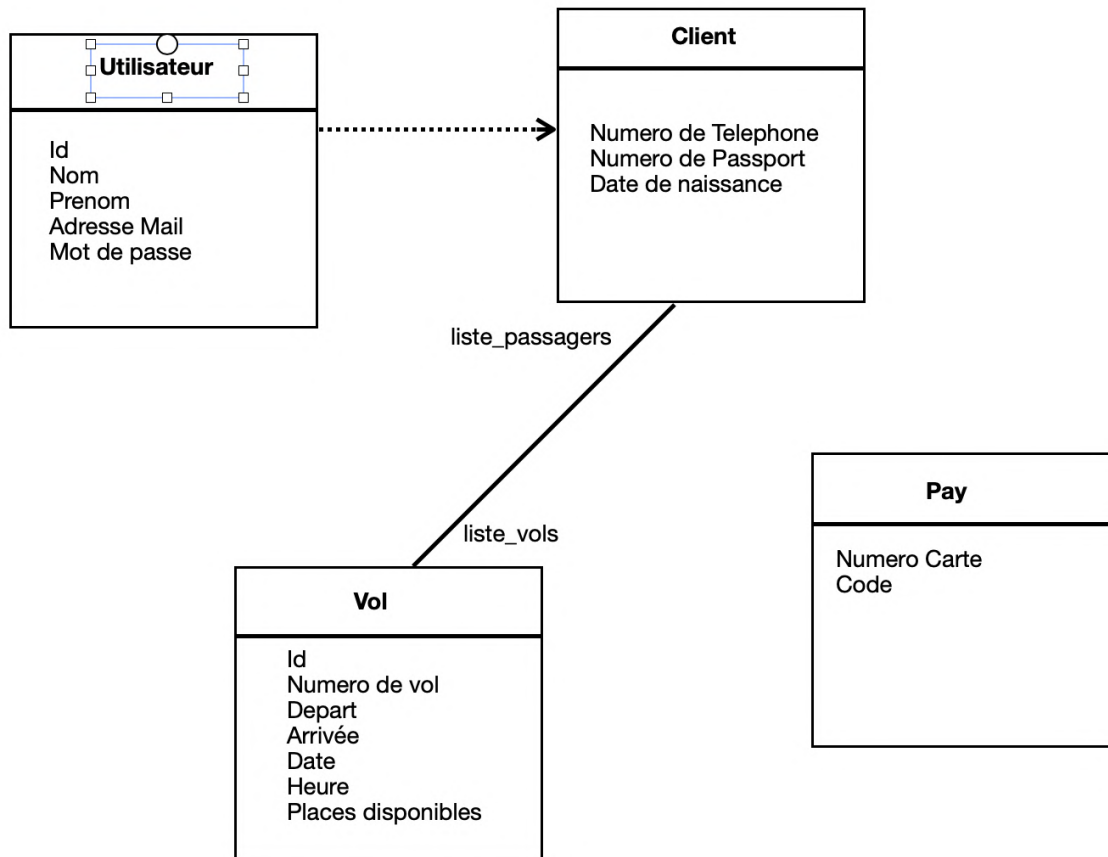 Utilisateur
Id
Nom
Prenom
Adresse Mail
Mot de passe
Client
Numero de Telephone
Numero de Passport
Date de naissance
liste_passagers
liste_vols
Vol
Id
Numero de vol
Depart
Arrivée
Date
Heure
Places disponibles
Pay
Numero Carte
Code